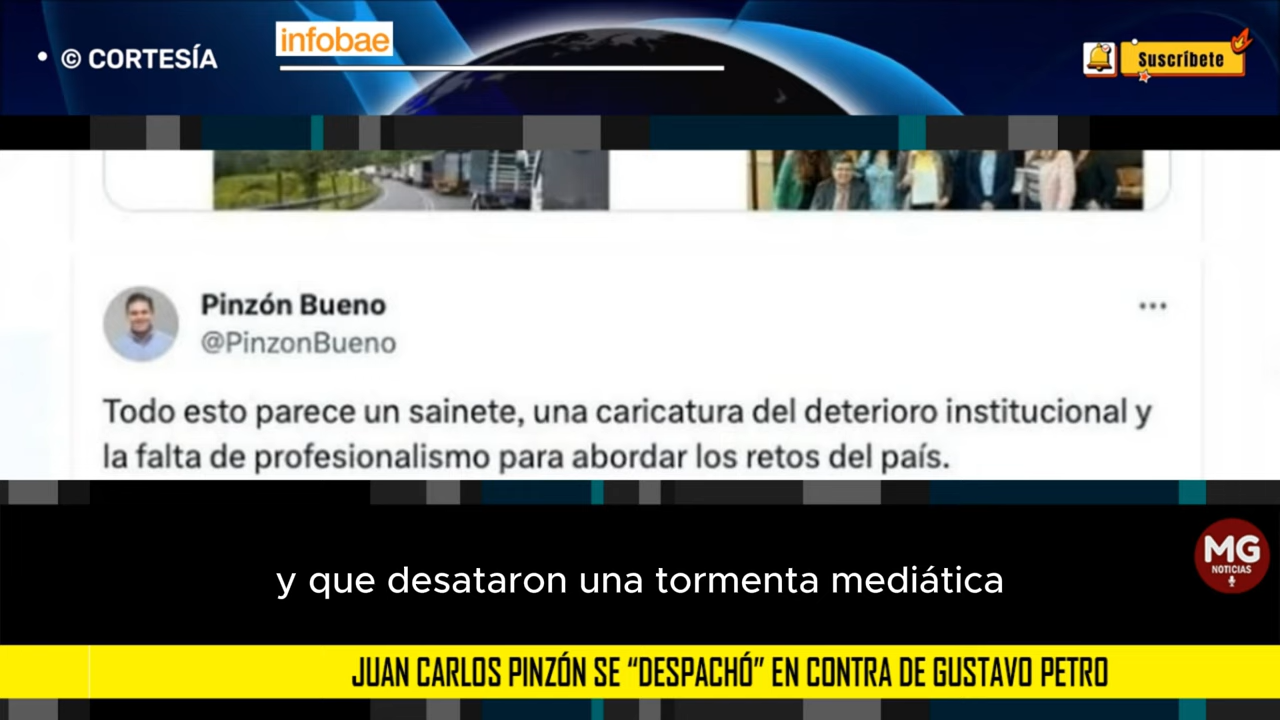 • © CORTESÍA
infobae
Suscríbete
Pinzón Bueno
@PinzonBueno
Todo esto parece un sainete, una caricatura del deterioro institucional y
la falta de profesionalismo para abordar los retos del país.
y que desataron una tormenta mediática
MG
NOTICIAS
JUAN CARLOS PINZÓN SE “DESPACHÓ” EN CONTRA DE GUSTAVO PETRO